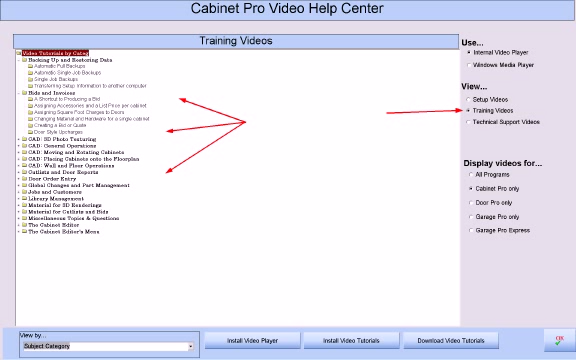 Cabinet Pro Video Help Center
Training Videos
Video Tutorials by Categ
Backing Up and Restoring Data
Automatic Full Backups
Automatic Single Job Backups
Single Job Backups
Transferring Setup Information to another computer
Bids and Invoices
A Shortcut to Producing a Bid
Assigning Accessories and a List Price per cabinet
Assigning Square Foot Charges to Doors
Changing Material and Hardware for a single cabinet
Creating a Bid or Quote
Door Style Upcharges
CAD: 3D Photo Texturing
CAD: General Operations
CAD: Moving and Rotating Cabinets
CAD: Placing Cabinets onto the Floorplan
CAD: Wall and Floor Operations
Cutlists and Door Reports
Door Order Entry
Global Changes and Part Management
Jobs and Customers
Library Management
Material for 3D Renderings
Material for Cutlists and Bids
Miscellaneous Topics & Questions
The Cabinet Editor
The Cabinet Editor's Menu
Use...
Internal Video Player
Windows Media Player
View...
Setup Videos
Training Videos
Technical Support Videos
Display videos for...
All Programs
Cabinet Pro only
Door Pro only
Garage Pro only
Garage Pro Express
View by...
Subject Category
Install Video Player
Install Video Tutorials
Download Video Tutorials
OK